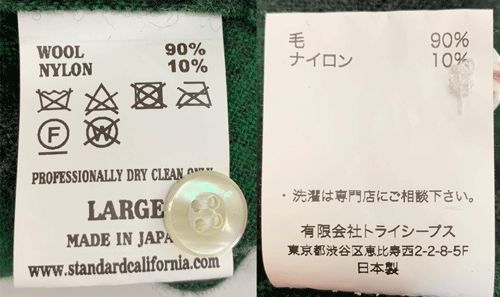 WOOL 90%
NYLON 10%
F
W
PROFESSIONALLY DRY CLEAN ONLY
LARGE
MADE IN JAPA
www.standardcalifornia.com
毛 90%
ナイロン 10%
・洗濯は専門店にご相談下さい。
有限会社トライシープス
東京都渋谷区恵比寿西2-2-8-5F
日本製